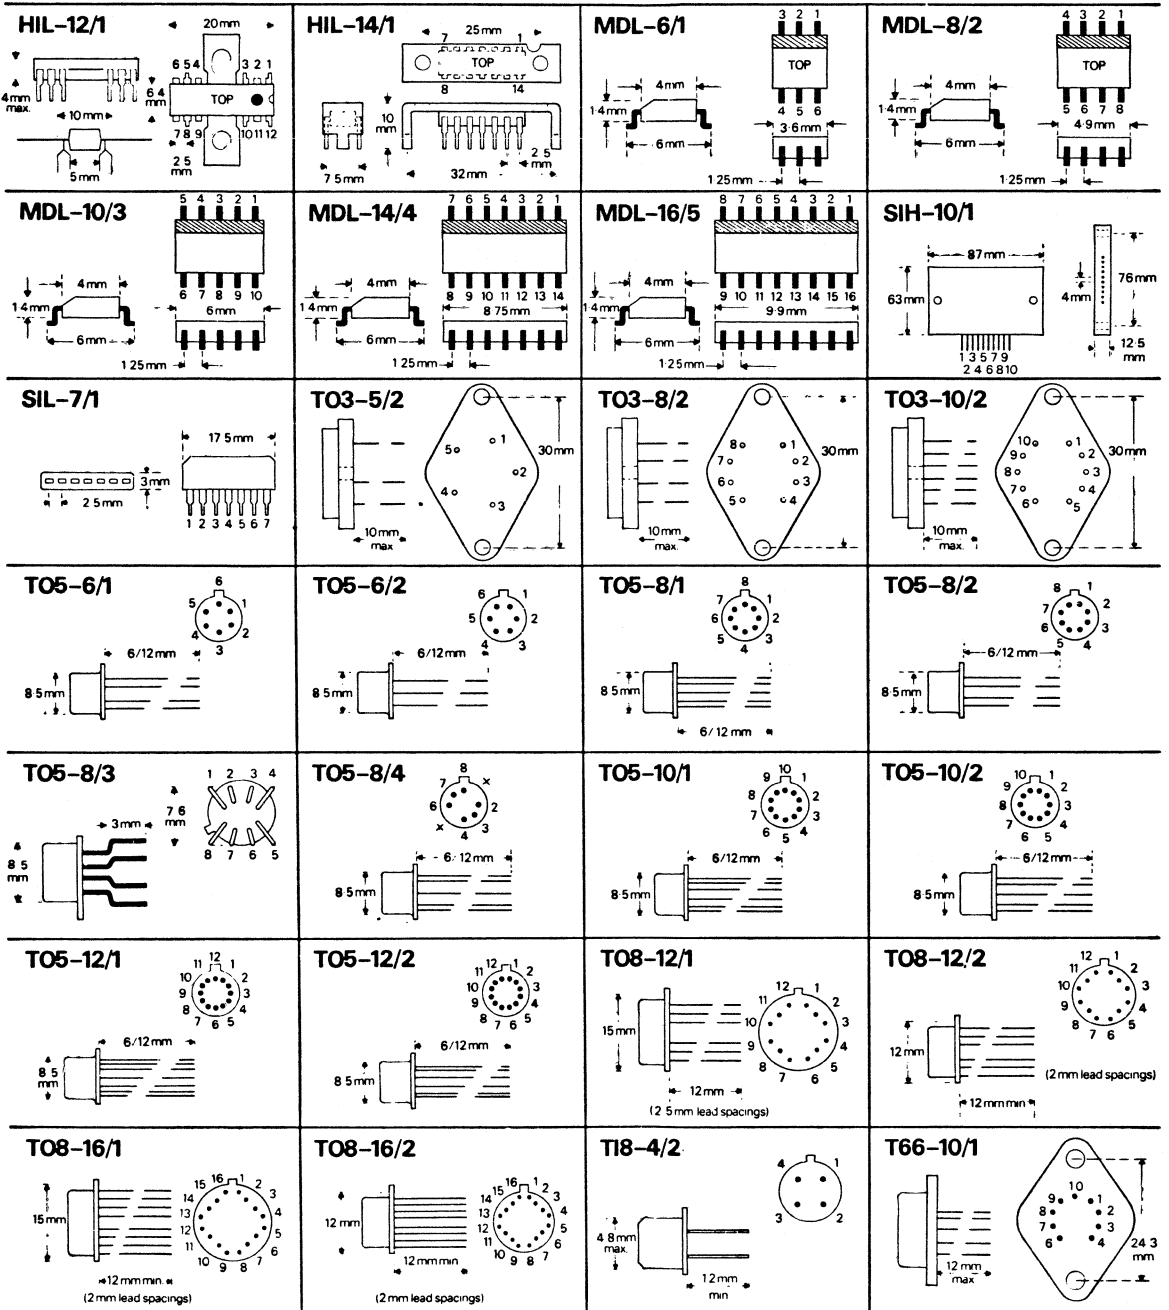 HIL-12/1
20mm
6 5 4 3 2 1
4mm max.
6 4 mm
TOP
10mm
7 8 9 10 11 12
2 5 mm
5mm
HIL-14/1
25mm
7 1
TOP
8 14
10 mm
7 5 mm
32mm
2 5 mm
MDL-6/1
3 2 1
4mm
TOP
1·4mm
4 5 6
3·6mm
6mm
1·25mm
MDL-8/2
4 3 2 1
4mm
TOP
1·4mm
5 6 7 8
4·9mm
6mm
1·25mm
MDL-10/3
5 4 3 2 1
4mm
6 7 8 9 10
1 4mm
6mm
6mm
1 25mm
MDL-14/4
7 6 5 4 3 2 1
4mm
8 9 10 11 12 13 14
1 4mm
8 75mm
6mm
1 25mm
MDL-16/5
8 7 6 5 4 3 2 1
4mm
9 10 11 12 13 14 15 16
1 4mm
9·9mm
6mm
1·25mm
SIH-10/1
87mm
63mm
76mm
4mm
12·5 mm
1 3 5 7 9
2 4 6 8 10
SIL-7/1
17 5mm
3mm
2 5mm
1 2 3 4 5 6 7
TO3-5/2
5 1
2
4 3
30mm
10mm max
TO3-8/2
8 1
7 2
6 3
5 4
30mm
10mm max
TO3-10/2
10 1
9 2
8 3
7 4
6 5
30mm
10mm max.
TO5-6/1
6
5 1
4 2
3
6/12mm
8 5mm
TO5-6/2
6 1
5 2
4 3
6/12mm
8 5mm
TO5-8/1
8
7 1
6 2
5 3
4
8 5mm
6/12mm
TO5-8/2
8 1
7 2
6 3
5 4
6/12mm
8·5mm
TO5-8/3
1 2 3 4
7 6 mm
3mm
8 7 6 5
8 5 mm
TO5-8/4
8
7 x
6 2
x 3
4
6/12mm
8 5mm
TO5-10/1
10
9 1
8 2
7 3
6 4
5
6/12mm
8·5mm
TO5-10/2
10 1
9 2
8 3
7 4
6 5
6/12mm
8·5mm
TO5-12/1
12
11 1
10 2
9 3
8 4
7 6 5
6/12mm
8 5 mm
TO5-12/2
12 1
11 2
10 3
9 4
8 5
7 6
6/12mm
8 5mm
TO8-12/1
12 1
11 2
10 3
9 4
8 5
7 6
15mm
12mm
(2 5mm lead spacings)
TO8-12/2
12 1
11 2
10 3
9 4
8 5
7 6
12mm
(2mm lead spacings)
12mm min
TO8-16/1
16 1
15 2
14 3
13 4
12 5
11 6
10 9 8 7
15mm
12mm min.
(2mm lead spacings)
TO8-16/2
16 1
15 2
14 3
13 4
12 5
11 6
10 9 8 7
12mm
12mm min
(2mm lead spacings)
TI8-4/2
4 1
3 2
4 8mm max.
12mm min
T66-10/1
10
9 1
8 2
7 3
6 4
24 3 mm
12 mm max